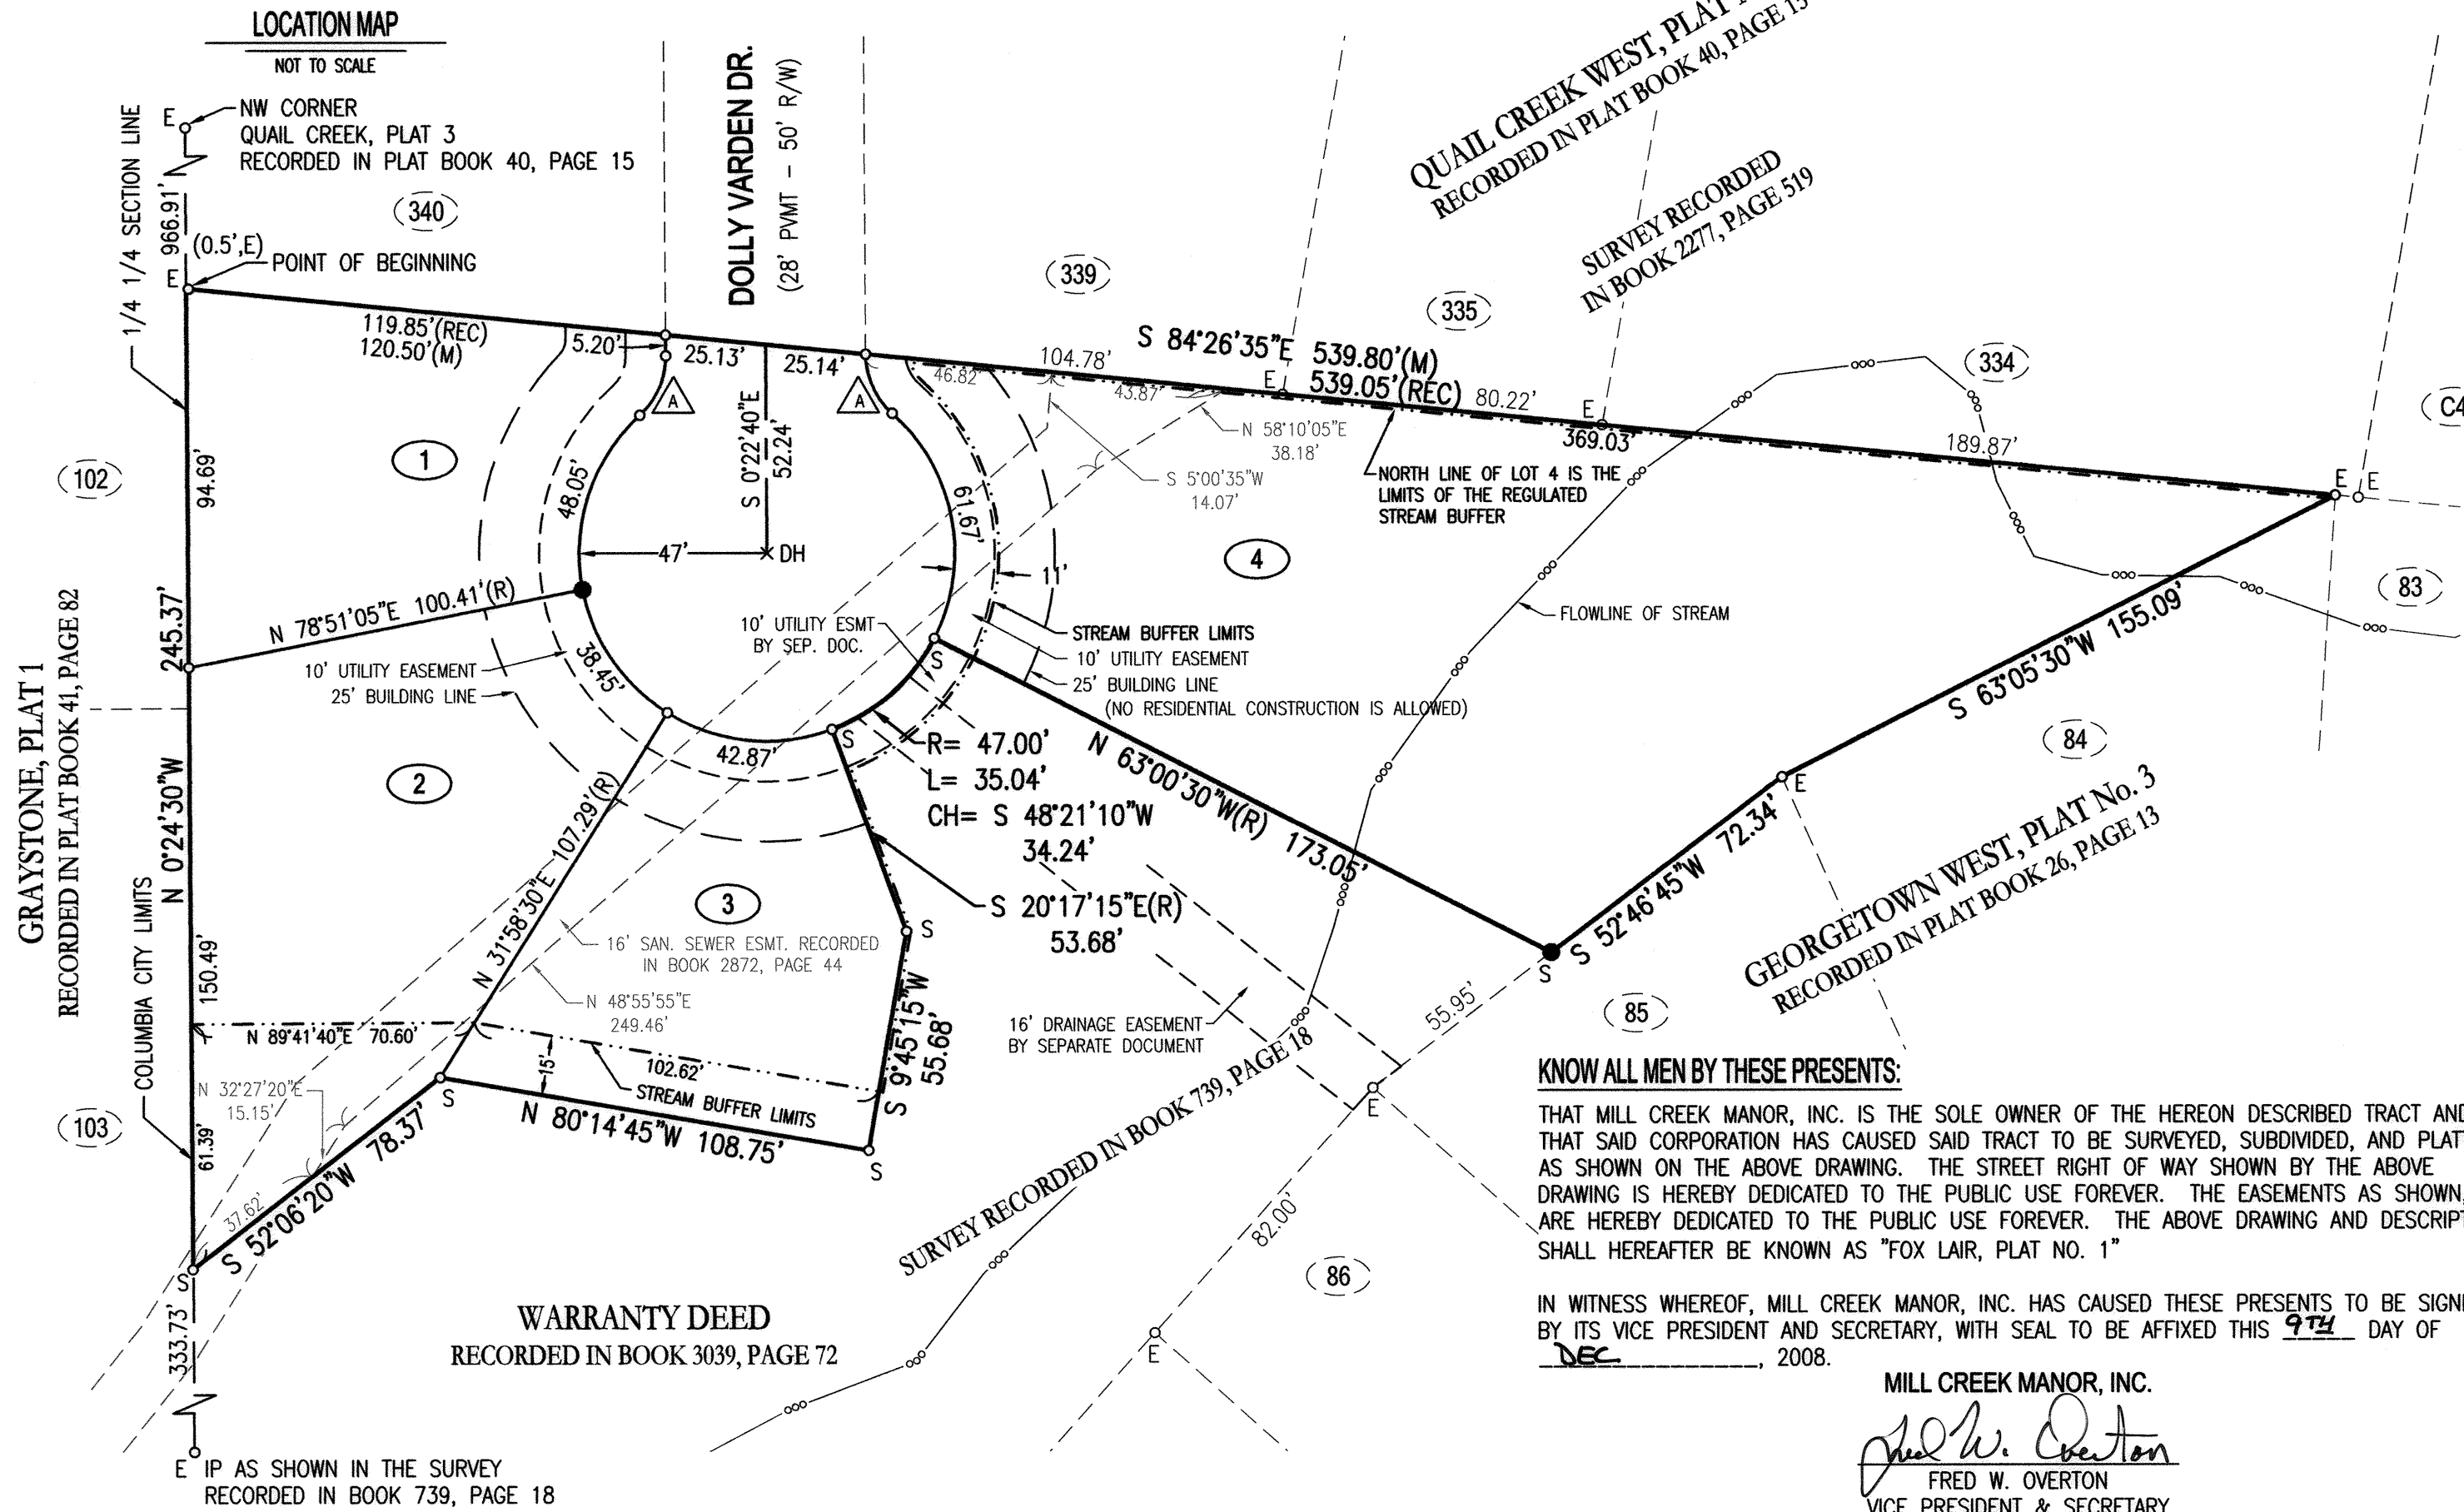 LOCATION MAP
NOT TO SCALE
E
NW CORNER
QUAIL CREEK, PLAT 3
RECORDED IN PLAT BOOK 40, PAGE 15
1/4 1/4 SECTION LINE
966.91'
340
(0.5',E)
E
POINT OF BEGINNING
DOLLY VARDEN DR.
(28' PVMT - 50' R/W)
QUAIL CREEK WEST, PLAT
RECORDED IN PLAT BOOK 40, PAGE 15
SURVEY RECORDED
IN BOOK 2277, PAGE 519
339
335
334
C4
119.85'(REC)
120.50'(M)
5.20'
25.13'
25.14'
A
A
S 84°26'35"E 539.80'(M)
539.05'(REC)
104.78'
46.82'
43.87'
E
80.22'
E
369.03'
189.87'
E
E
N 58°10'05"E
38.18'
S 5°00'35"W
14.07'
NORTH LINE OF LOT 4 IS THE
LIMITS OF THE REGULATED
STREAM BUFFER
S 0°22'40"E
52.24'
102
94.69'
1
48.05'
47'
DH
61.67'
11'
4
FLOWLINE OF STREAM
83
GRAYSTONE, PLAT 1
RECORDED IN PLAT BOOK 41, PAGE 82
245.37'
N 0°24'30"W
N 78°51'05"E 100.41'(R)
10' UTILITY EASEMENT
25' BUILDING LINE
38.45'
10' UTILITY ESMT
BY SEP. DOC.
S
STREAM BUFFER LIMITS
10' UTILITY EASEMENT
25' BUILDING LINE
(NO RESIDENTIAL CONSTRUCTION IS ALLOWED)
S 63°05'30"W 155.09'
84
2
42.87'
S
R= 47.00'
L= 35.04'
CH= S 48°21'10"W
34.24'
N 63°00'30"W(R) 173.05'
E
S 52°46'45"W 72.34'
S
GEORGETOWN WEST, PLAT No. 3
RECORDED IN PLAT BOOK 26, PAGE 13
N 31°58'30"E 107.29'(R)
3
S 20°17'15"E(R)
53.68'
S
16' SAN. SEWER ESMT. RECORDED
IN BOOK 2872, PAGE 44
N 48°55'55"E
249.46'
COLUMBIA CITY LIMITS
150.49'
N 89°41'40"E 70.60'
S 9°45'15"W
55.68'
16' DRAINAGE EASEMENT
BY SEPARATE DOCUMENT
55.95'
85
E
15'
102.62'
STREAM BUFFER LIMITS
N 32°27'20"E
15.15'
103
61.39'
S
N 80°14'45"W 108.75'
S
S 52°06'20"W 78.37'
37.62'
S
SURVEY RECORDED IN BOOK 739, PAGE 18
82.00'
86
E
333.73'
WARRANTY DEED
RECORDED IN BOOK 3039, PAGE 72
E
IP AS SHOWN IN THE SURVEY
RECORDED IN BOOK 739, PAGE 18
KNOW ALL MEN BY THESE PRESENTS:
THAT MILL CREEK MANOR, INC. IS THE SOLE OWNER OF THE HEREON DESCRIBED TRACT AND
THAT SAID CORPORATION HAS CAUSED SAID TRACT TO BE SURVEYED, SUBDIVIDED, AND PLAT
AS SHOWN ON THE ABOVE DRAWING. THE STREET RIGHT OF WAY SHOWN BY THE ABOVE
DRAWING IS HEREBY DEDICATED TO THE PUBLIC USE FOREVER. THE EASEMENTS AS SHOWN,
ARE HEREBY DEDICATED TO THE PUBLIC USE FOREVER. THE ABOVE DRAWING AND DESCRIPT
SHALL HEREAFTER BE KNOWN AS "FOX LAIR, PLAT NO. 1"
IN WITNESS WHEREOF, MILL CREEK MANOR, INC. HAS CAUSED THESE PRESENTS TO BE SIGN
BY ITS VICE PRESIDENT AND SECRETARY, WITH SEAL TO BE AFFIXED THIS 9TH DAY OF
DEC, 2008.
MILL CREEK MANOR, INC.
Fred W. Overton
FRED W. OVERTON
VICE PRESIDENT & SECRETARY